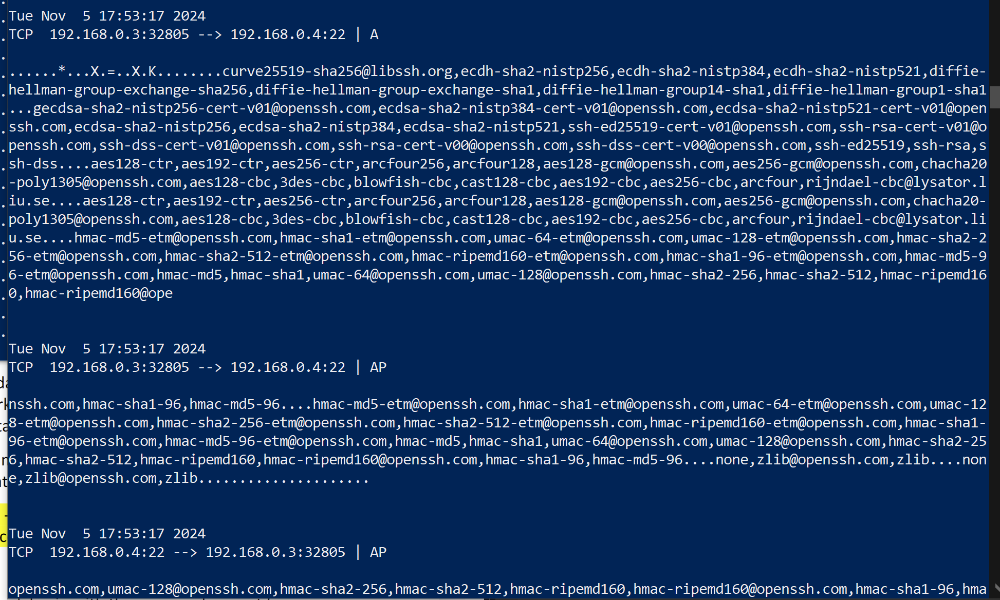 Tue Nov  5 17:53:17 2024
TCP  192.168.0.3:32805 --> 192.168.0.4:22 | A
......*...X.=..X.K........curve25519-sha256@libssh.org,ecdh-sha2-nistp256,ecdh-sha2-nistp384,ecdh-sha2-nistp521,diffie-
hellman-group-exchange-sha256,diffie-hellman-group-exchange-sha1,diffie-hellman-group14-sha1,diffie-hellman-group1-sha1
...gecdsa-sha2-nistp256-cert-v01@openssh.com,ecdsa-sha2-nistp384-cert-v01@openssh.com,ecdsa-sha2-nistp521-cert-v01@open
ssh.com,ecdsa-sha2-nistp256,ecdsa-sha2-nistp384,ecdsa-sha2-nistp521,ssh-ed25519-cert-v01@openssh.com,ssh-rsa-cert-v01@o
penssh.com,ssh-dss-cert-v01@openssh.com,ssh-rsa-cert-v00@openssh.com,ssh-dss-cert-v00@openssh.com,ssh-ed25519,ssh-rsa,s
sh-dss....aes128-ctr,aes192-ctr,aes256-ctr,arcfour256,arcfour128,aes128-gcm@openssh.com,aes256-gcm@openssh.com,chacha20
-poly1305@openssh.com,aes128-cbc,3des-cbc,blowfish-cbc,cast128-cbc,aes192-cbc,aes256-cbc,arcfour,rijndael-cbc@lysator.l
iu.se....aes128-ctr,aes192-ctr,aes256-ctr,arcfour256,arcfour128,aes128-gcm@openssh.com,aes256-gcm@openssh.com,chacha20-
poly1305@openssh.com,aes128-cbc,3des-cbc,blowfish-cbc,cast128-cbc,aes192-cbc,aes256-cbc,arcfour,rijndael-cbc@lysator.li
u.se....hmac-md5-etm@openssh.com,hmac-sha1-etm@openssh.com,umac-64-etm@openssh.com,umac-128-etm@openssh.com,hmac-sha2-2
56-etm@openssh.com,hmac-sha2-512-etm@openssh.com,hmac-ripemd160-etm@openssh.com,hmac-sha1-96-etm@openssh.com,hmac-md5-9
6-etm@openssh.com,hmac-md5,hmac-sha1,umac-64@openssh.com,umac-128@openssh.com,hmac-sha2-256,hmac-sha2-512,hmac-ripemd16
0,hmac-ripemd160@ope
Tue Nov  5 17:53:17 2024
TCP  192.168.0.3:32805 --> 192.168.0.4:22 | AP
nssh.com,hmac-sha1-96,hmac-md5-96....hmac-md5-etm@openssh.com,hmac-sha1-etm@openssh.com,umac-64-etm@openssh.com,umac-12
8-etm@openssh.com,hmac-sha2-256-etm@openssh.com,hmac-sha2-512-etm@openssh.com,hmac-ripemd160-etm@openssh.com,hmac-sha1-
96-etm@openssh.com,hmac-md5-96-etm@openssh.com,hmac-md5,hmac-sha1,umac-64@openssh.com,umac-128@openssh.com,hmac-sha2-25
6,hmac-sha2-512,hmac-ripemd160,hmac-ripemd160@openssh.com,hmac-sha1-96,hmac-md5-96....none,zlib@openssh.com,zlib....non
e,zlib@openssh.com,zlib.....................
Tue Nov  5 17:53:17 2024
TCP  192.168.0.4:22 --> 192.168.0.3:32805 | AP
openssh.com,umac-128@openssh.com,hmac-sha2-256,hmac-sha2-512,hmac-ripemd160,hmac-ripemd160@openssh.com,hmac-sha1-96,hma